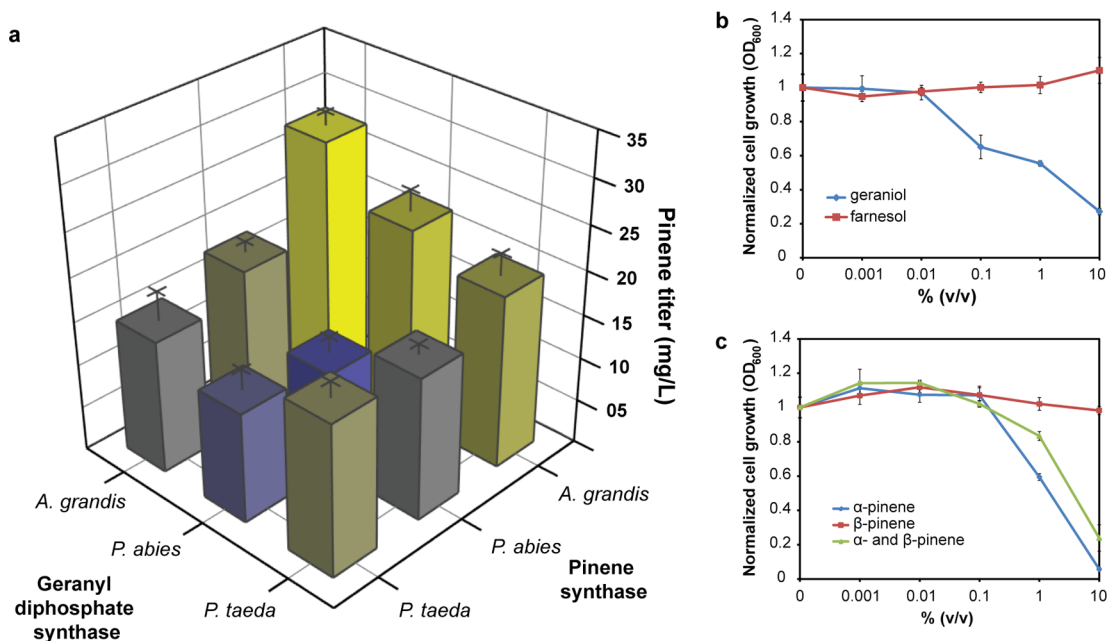 a
35
30
25
20
15
10
05
Pinene titer (mg/L)
A. grandis
P. abies
P. taeda
Geranyl
diphosphate
synthase
A. grandis
P. abies
P. taeda
Pinene
synthase
b
Normalized cell growth (OD600)
1.4
1.2
1
0.8
0.6
0.4
0.2
0
geraniol
farnesol
0 0.001 0.01 0.1 1 10
% (v/v)
c
Normalized cell growth (OD600)
1.4
1.2
1
0.8
0.6
0.4
0.2
0
α-pinene
β-pinene
α- and β-pinene
0 0.001 0.01 0.1 1 10
% (v/v)